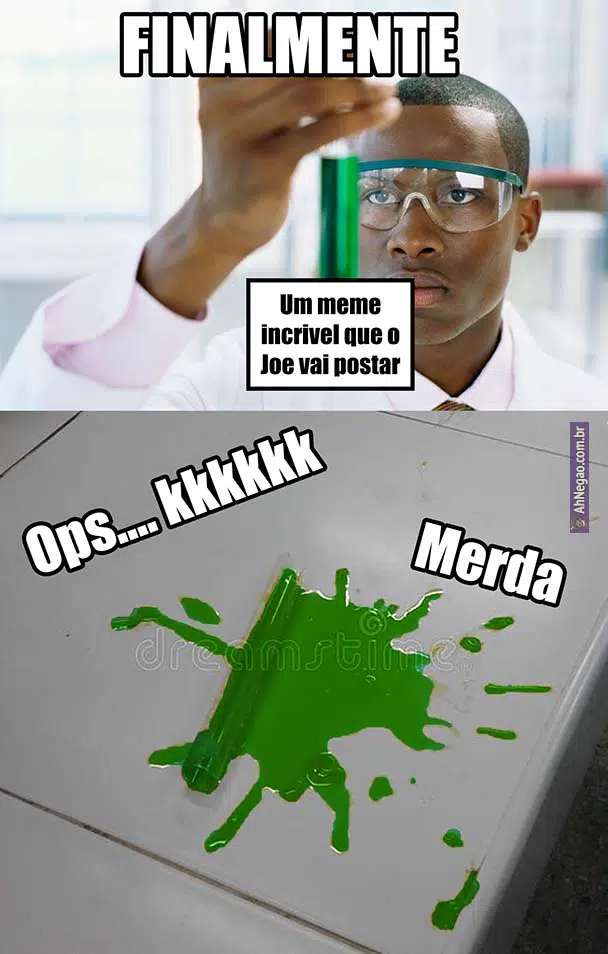 FINALMENTE
Um meme
incrivel que o
Joe vai postar
AhNegao.com.br
Ops.... kkkkkk
Merda
dreamstime